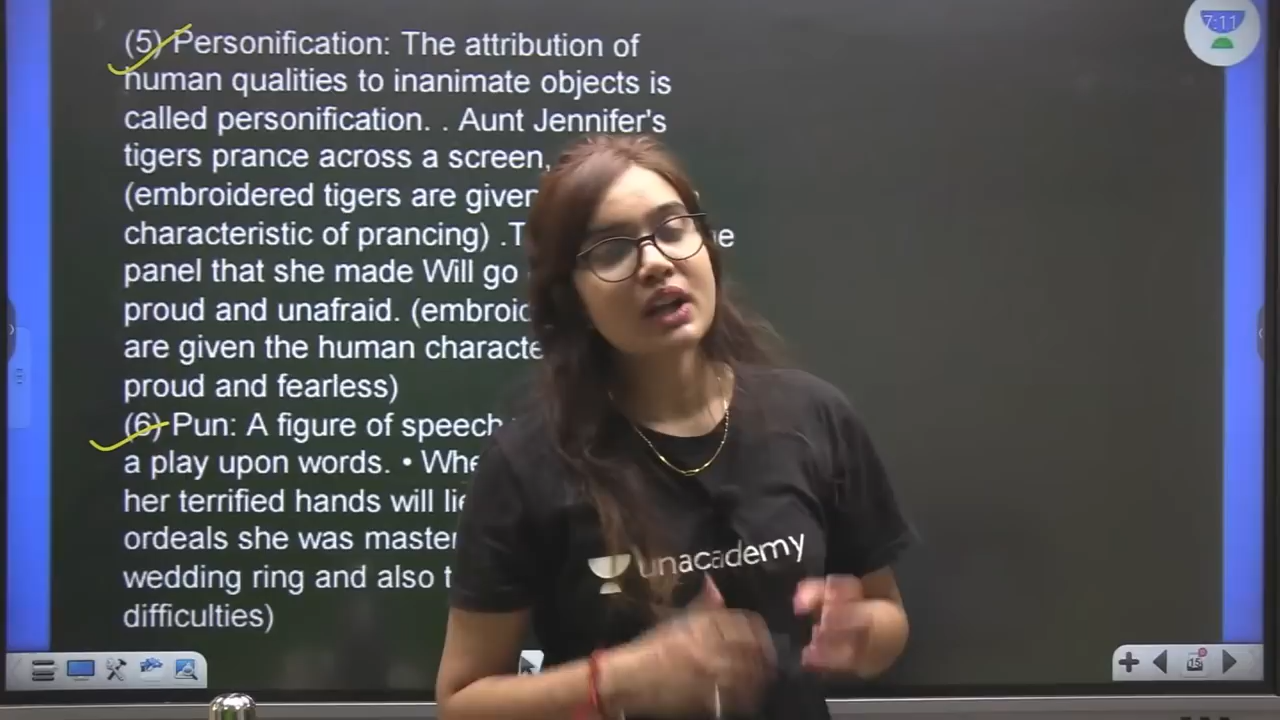 (5) Personification: The attribution of
human qualities to inanimate objects is
called personification. . Aunt Jennifer's
tigers prance across a screen,
(embroidered tigers are given
characteristic of prancing) .T
panel that she made Will go
proud and unafraid. (embroid
are given the human characte
proud and fearless)
(6) Pun: A figure of speech
a play upon words. • Whe
her terrified hands will lie
ordeals she was master
wedding ring and also t
difficulties)
unacademy
7:11
15